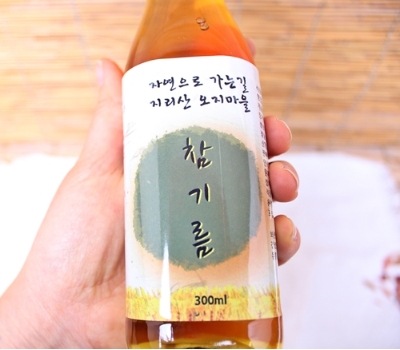 자연으로 가는길
지리산 오지마을
참기름
300ml